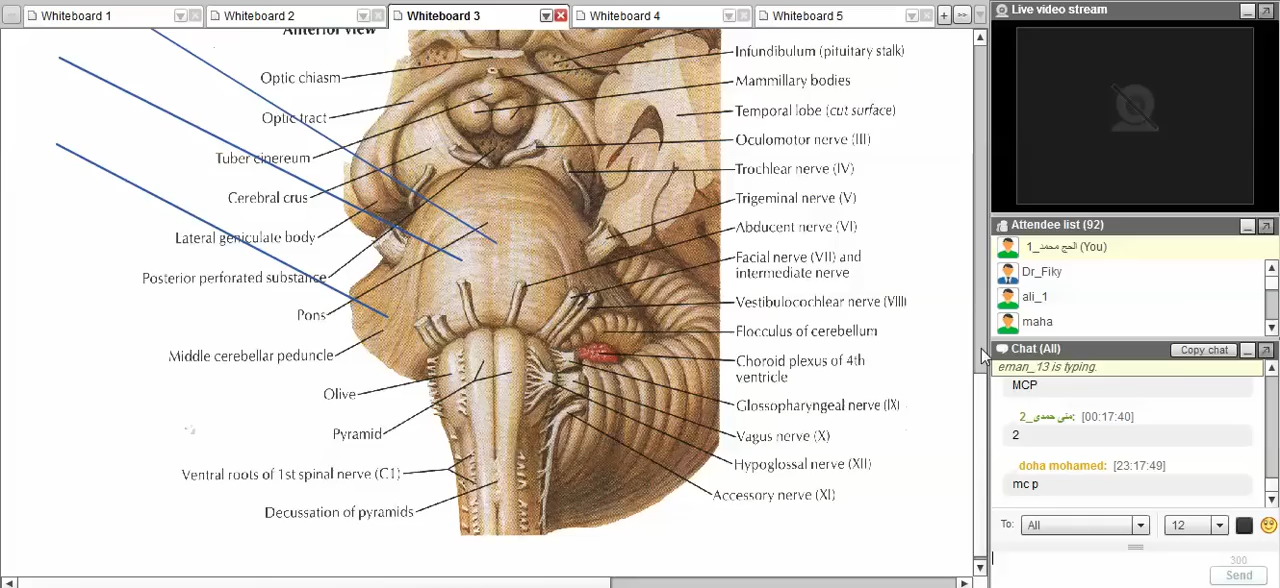 Whiteboard 1
Whiteboard 2
Whiteboard 3
Whiteboard 4
Whiteboard 5
Anterior view
Optic chiasm
Optic tract
Tuber cinereum
Cerebral crus
Lateral geniculate body
Posterior perforated substance
Pons
Middle cerebellar peduncle
Olive
Pyramid
Ventral roots of 1st spinal nerve (C1)
Decussation of pyramids
Infundibulum (pituitary stalk)
Mammillary bodies
Temporal lobe (cut surface)
Oculomotor nerve (III)
Trochlear nerve (IV)
Trigeminal nerve (V)
Abducent nerve (VI)
Facial nerve (VII) and
intermediate nerve
Vestibulocochlear nerve (VIII)
Flocculus of cerebellum
Choroid plexus of 4th
ventricle
Glossopharyngeal nerve (IX)
Vagus nerve (X)
Hypoglossal nerve (XII)
Accessory nerve (XI)
Live video stream
Attendee list (92)
الحج محمد_1 (You)
Dr_Fiky
ali_1
maha
Chat (All)
Copy chat
eman_13 is typing.
MCP
منى حمدى_2: [00:17:40]
2
doha mohamed: [23:17:49]
mc p
To:
All
12
300
Send